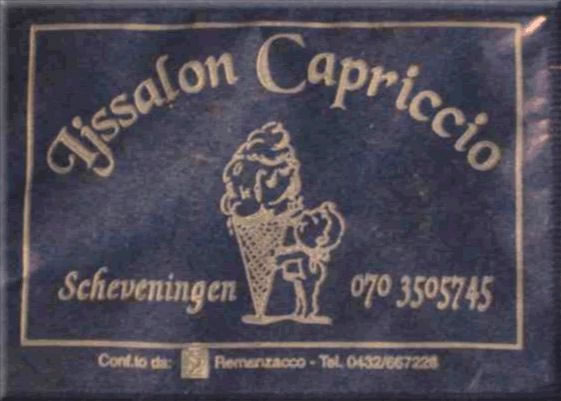 Ijssalon Capriccio
Scheveningen 070 3505745
Conf.to da: Remanzacco - Tel. 0432/667228